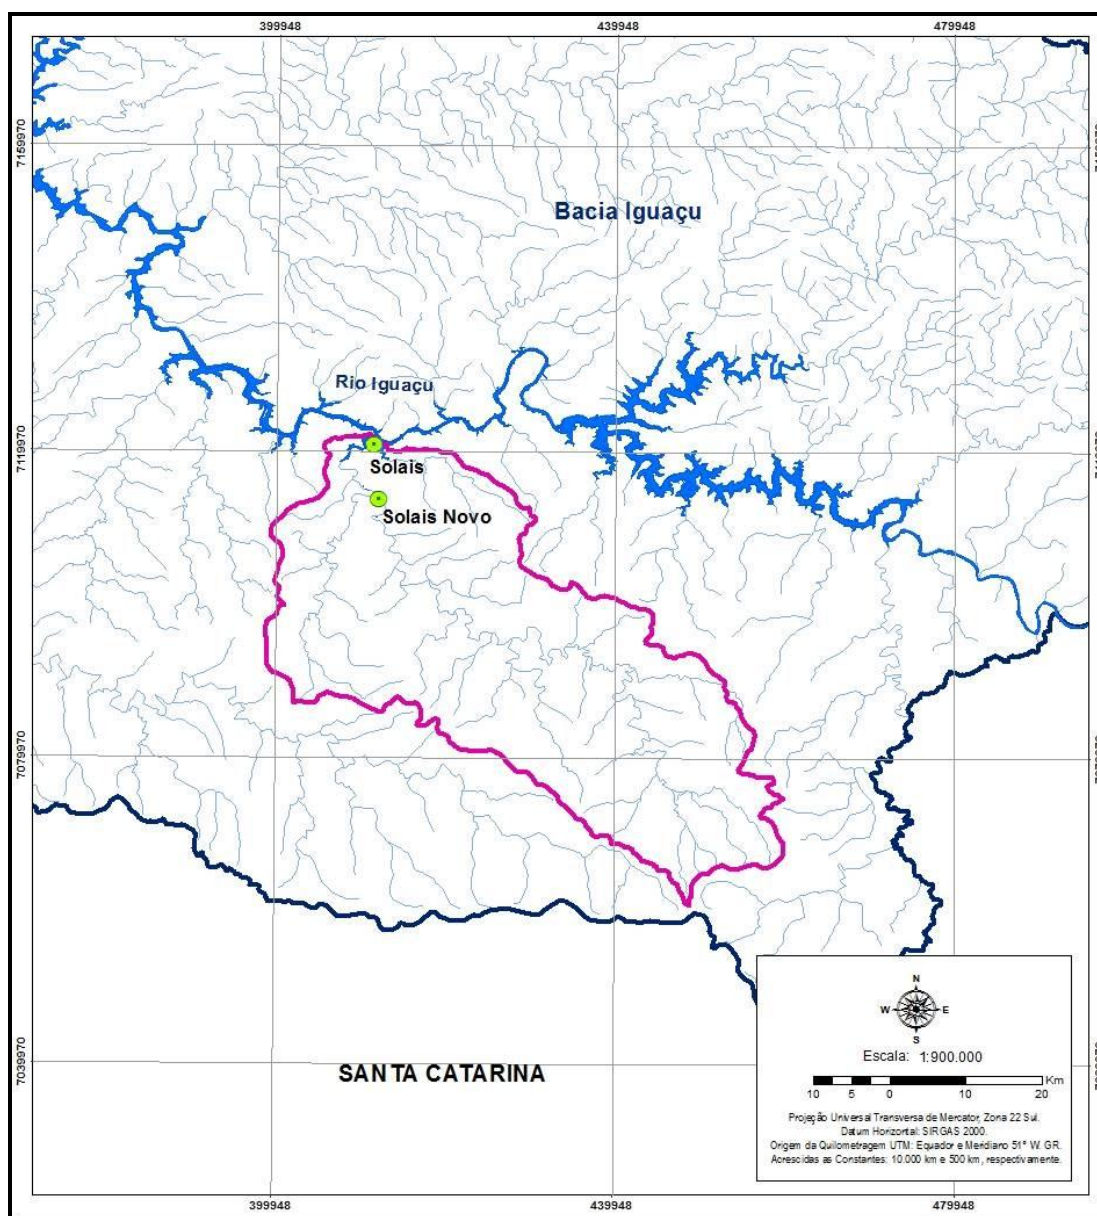 399948
439948
479948
7159970
Bacia Iguaçu
Rio Iguaçu
7119970
Solais
Solais Novo
7079970
7039970
SANTA CATARINA
N
W
E
S
Escala: 1:900.000
10 5 0 10 20 Km
Projeção Universal Transversa de Mercator, Zona 22 Sul.
Datum Horizontal: SIRGAS 2000.
Origem da Quilometragem UTM: Equador e Meridiano 51° W. GR.
Acrescidas as Constantes: 10.000 km e 500 km, respectivamente.
399948
439948
479948